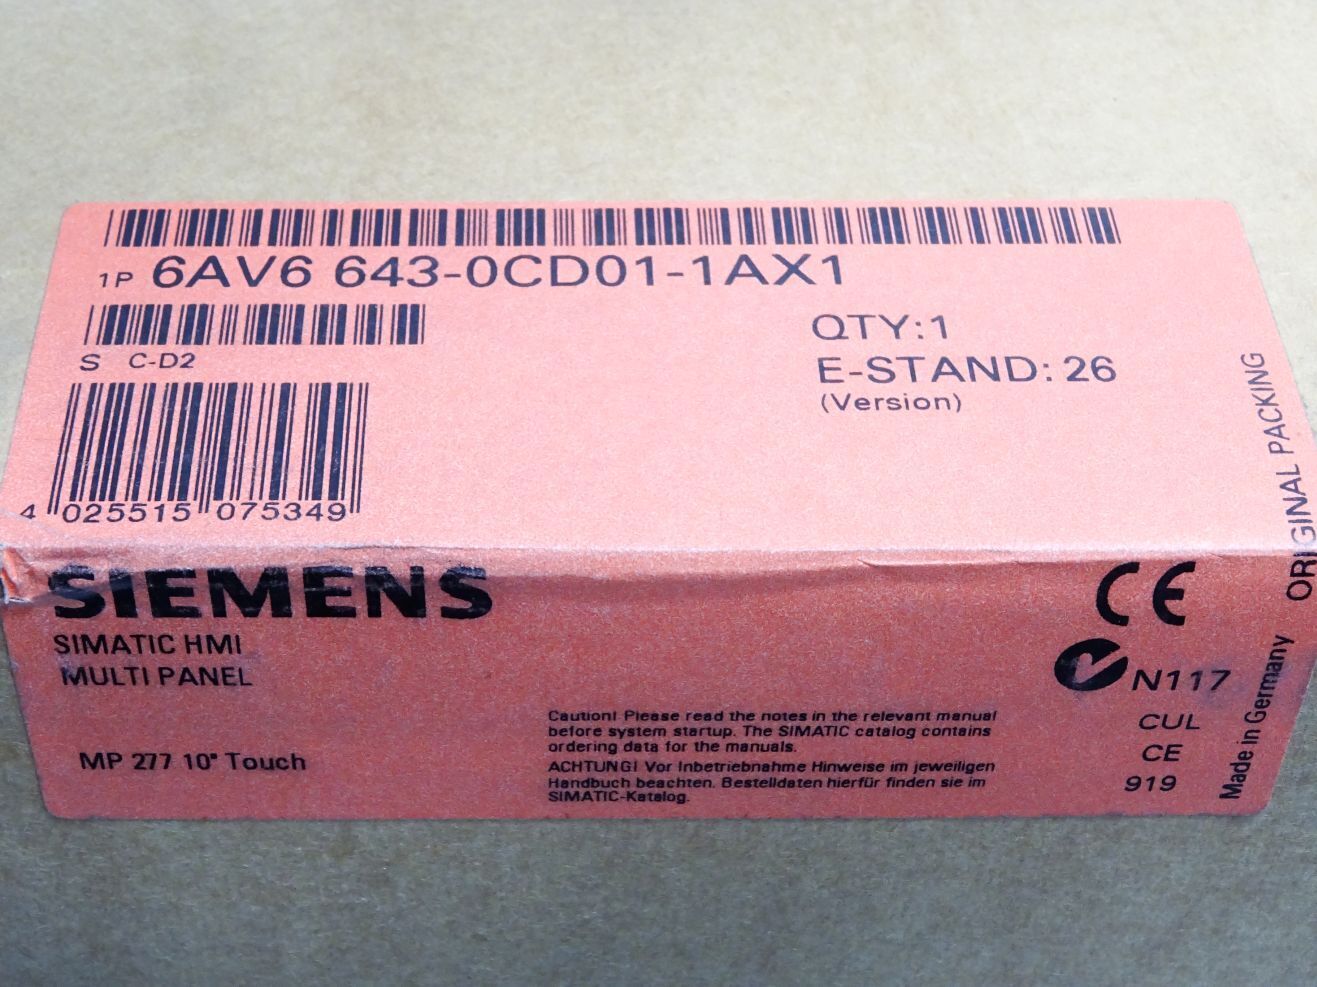 1P 6AV6 643-0CD01-1AX1
S C-D2
QTY:1
E-STAND: 26
(Version)
4 025515 075349
ORIGINAL PACKING
SIEMENS
SIMATIC HMI
MULTI PANEL
MP 277 10" Touch
Caution! Please read the notes in the relevant manual
before system startup. The SIMATIC catalog contains
ordering data for the manuals.
ACHTUNG! Vor Inbetriebnahme Hinweise im jeweiligen
Handbuch beachten. Bestelldaten hierfür finden sie im
SIMATIC-Katalog.
CE
N117
CUL
CE
919
Made in Germany